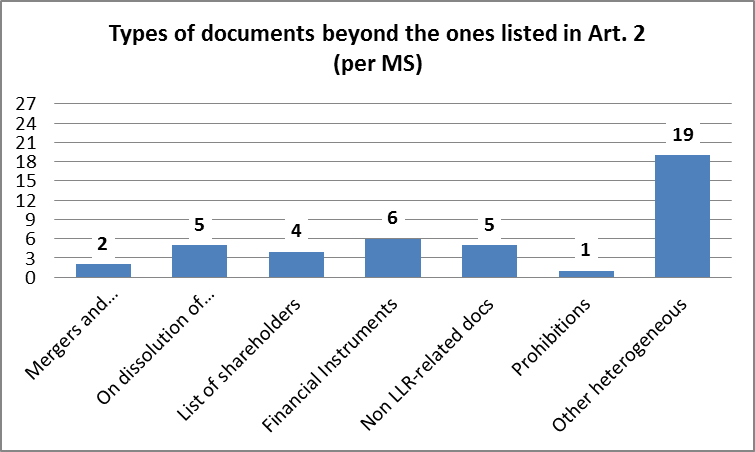 Types of documents beyond the ones listed in Art. 2
(per MS)
27
24
21
18
15
12
9
6
3
0
2
5
4
6
5
1
19
Mergers and...
On dissolution of...
List of shareholders
Financial Instruments
Non LLR-related docs
Prohibitions
Other heterogeneous